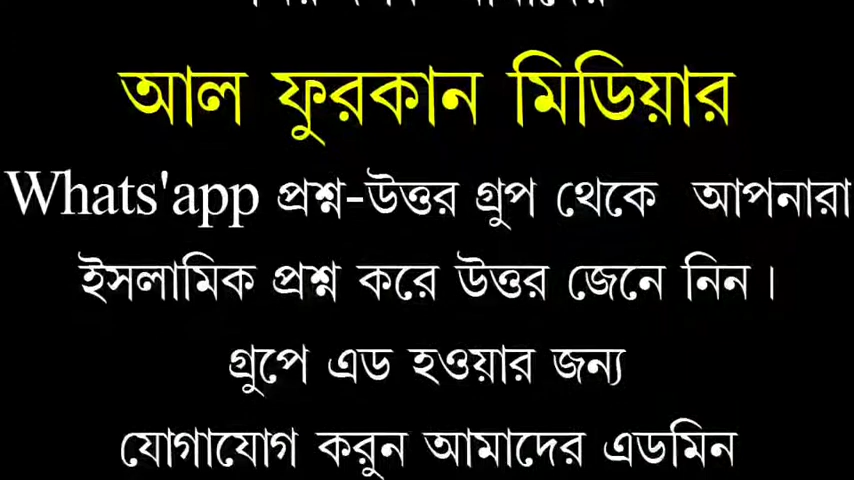 আল ফুরকান মিডিয়ার
Whats'app প্রশ্ন-উত্তর গ্রুপ থেকে আপনারা
ইসলামিক প্রশ্ন করে উত্তর জেনে নিন।
গ্রুপে এড হওয়ার জন্য
যোগাযোগ করুন আমাদের এডমিন